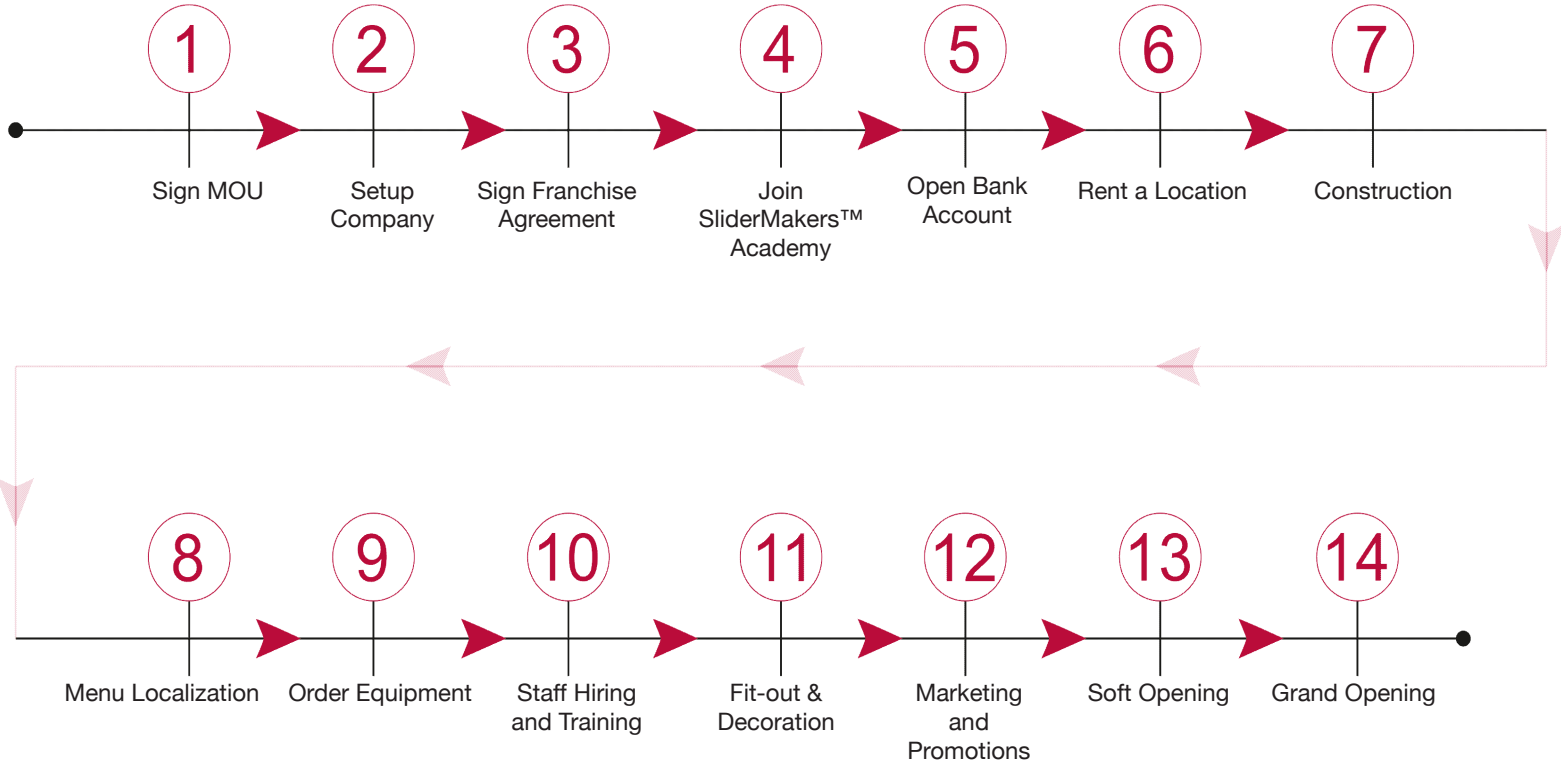 1
2
3
4
5
6
7
Sign MOU
Setup
Company
Sign Franchise
Agreement
Join
SliderMakers™
Academy
Open Bank
Account
Rent a Location
Construction
8
9
10
11
12
13
14
Menu Localization
Order Equipment
Staff Hiring
and Training
Fit-out &
Decoration
Marketing
and
Promotions
Soft Opening
Grand Opening